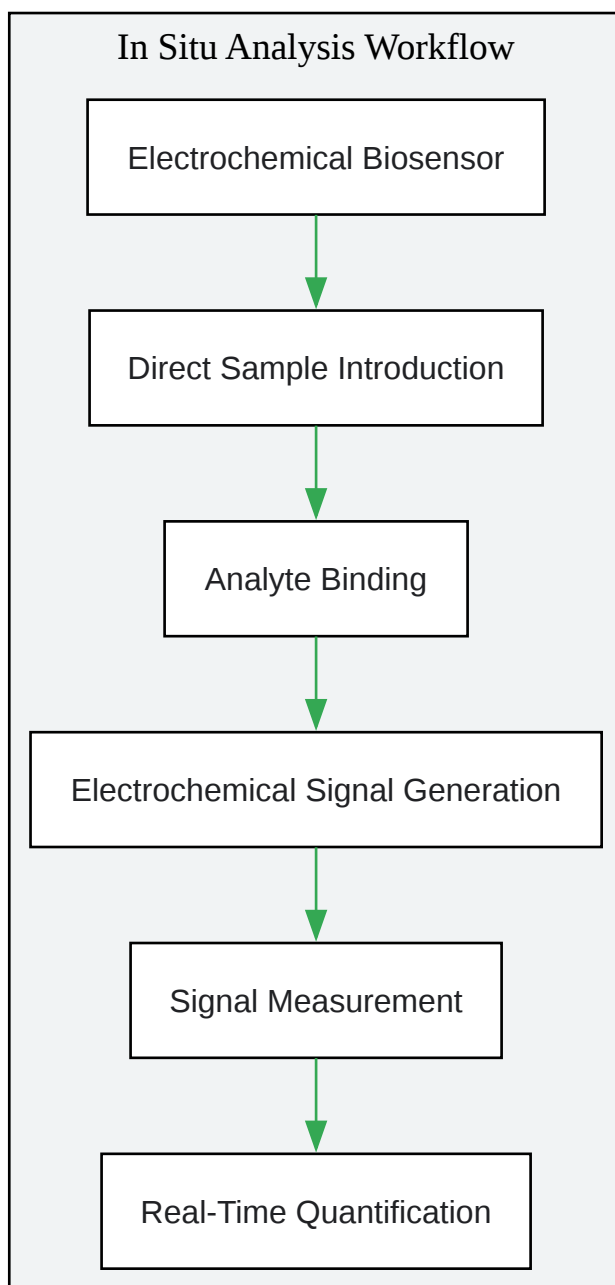 In Situ Analysis Workflow
Electrochemical Biosensor
Direct Sample Introduction
Analyte Binding
Electrochemical Signal Generation
Signal Measurement
Real-Time Quantification